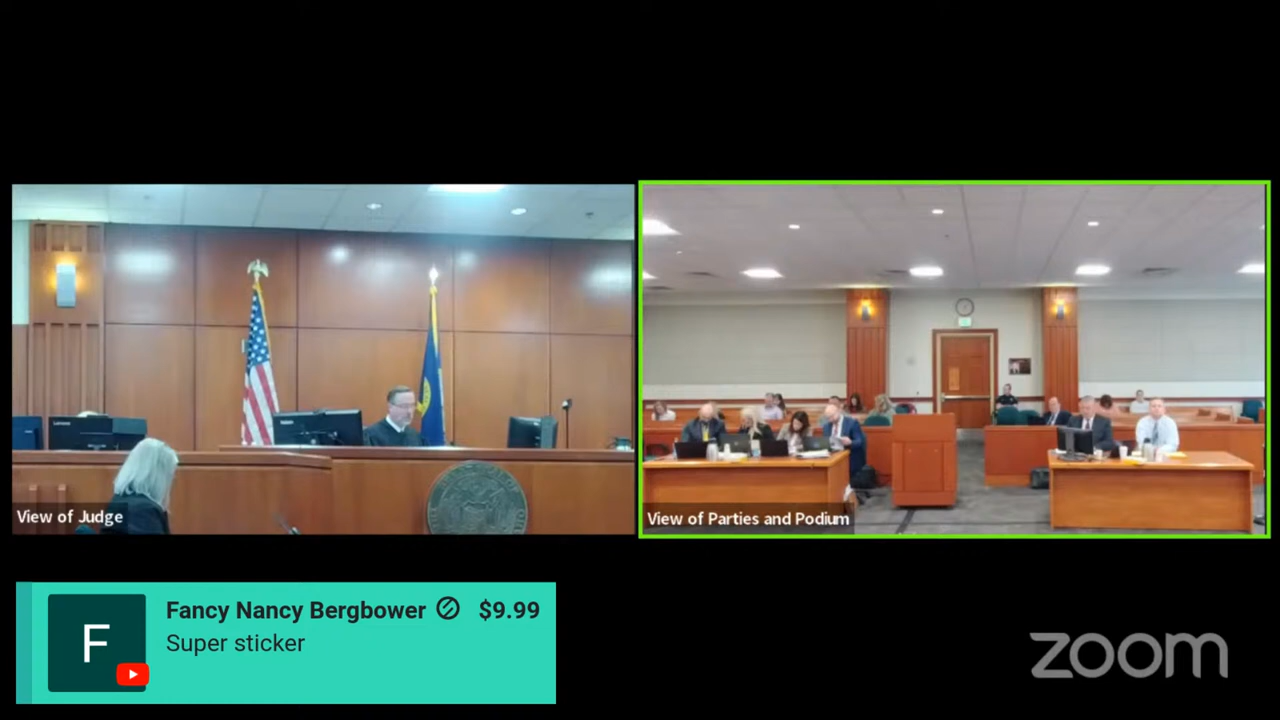 View of Judge
View of Parties and Podium
F
Fancy Nancy Bergbower $9.99
Super sticker
zoom